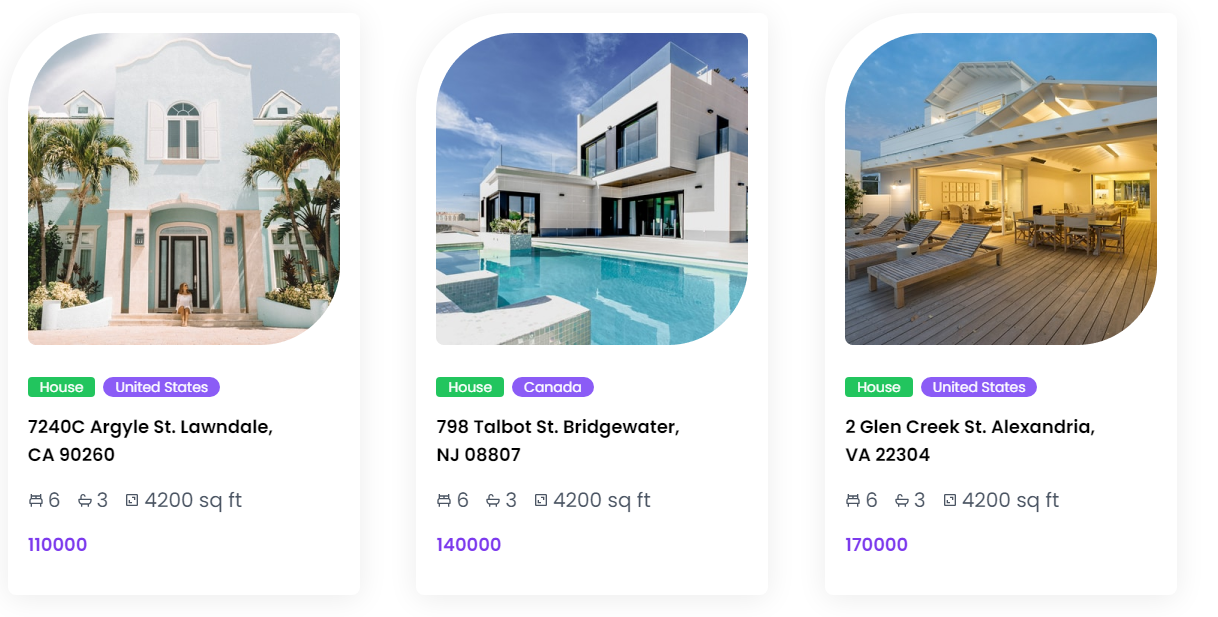 House United States
7240C Argyle St. Lawndale,
CA 90260
6 3 4200 sq ft
110000
House Canada
798 Talbot St. Bridgewater,
NJ 08807
6 3 4200 sq ft
140000
House United States
2 Glen Creek St. Alexandria,
VA 22304
6 3 4200 sq ft
170000